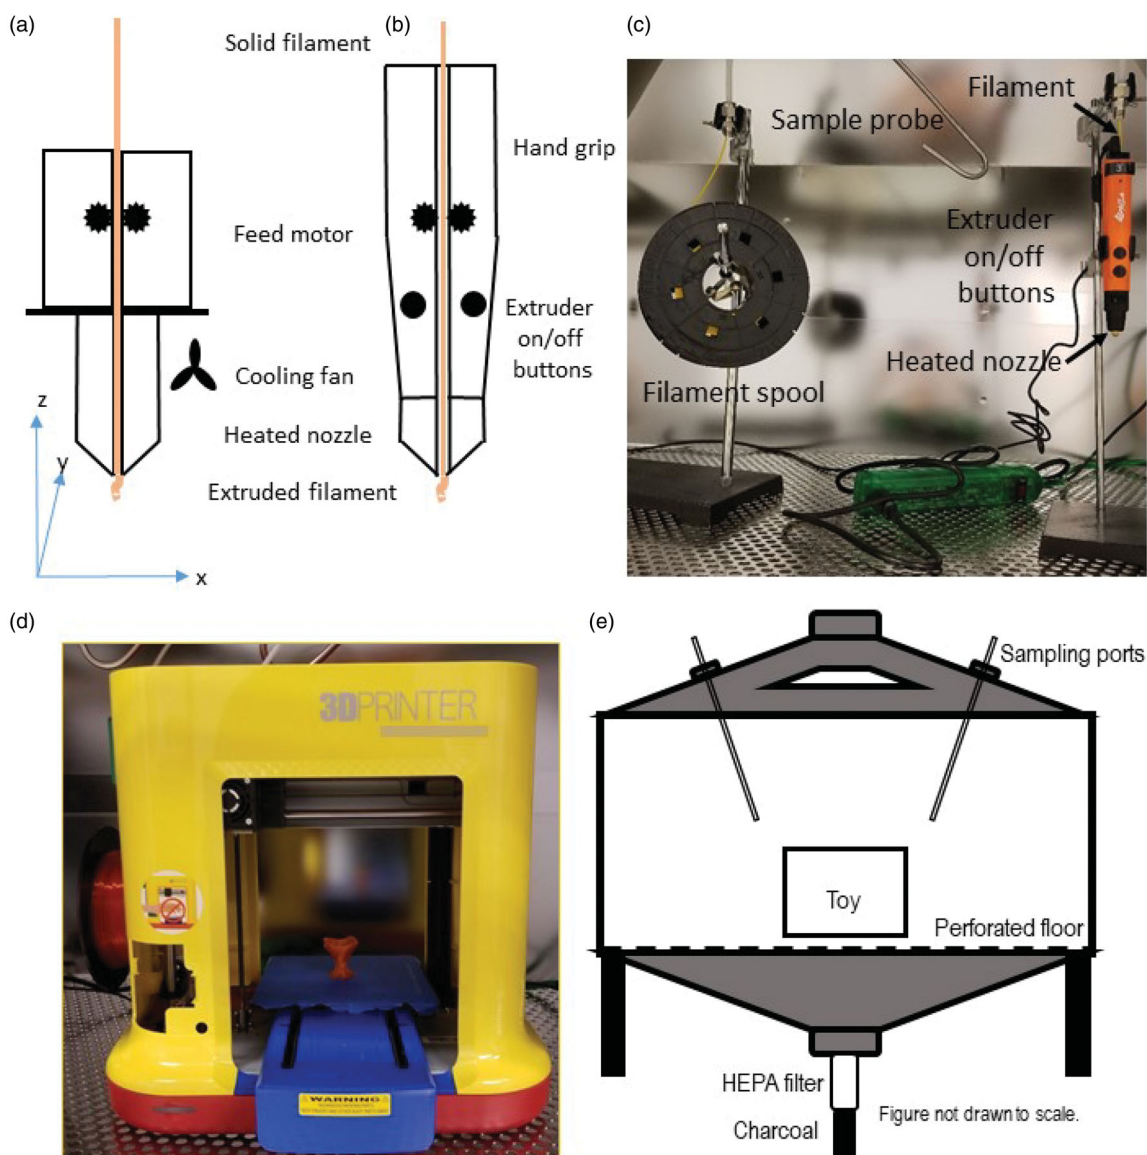 (a)
(b)
Solid filament
Hand grip
Feed motor
Extruder
on/off
buttons
Cooling fan
Heated nozzle
Extruded filament
z
y
x
(c)
Filament
Sample probe
Extruder
on/off
buttons
Heated nozzle
Filament spool
(d)
3DPRINTER
WARNING
(e)
Sampling ports
Toy
Perforated floor
HEPA filter
Figure not drawn to scale.
Charcoal